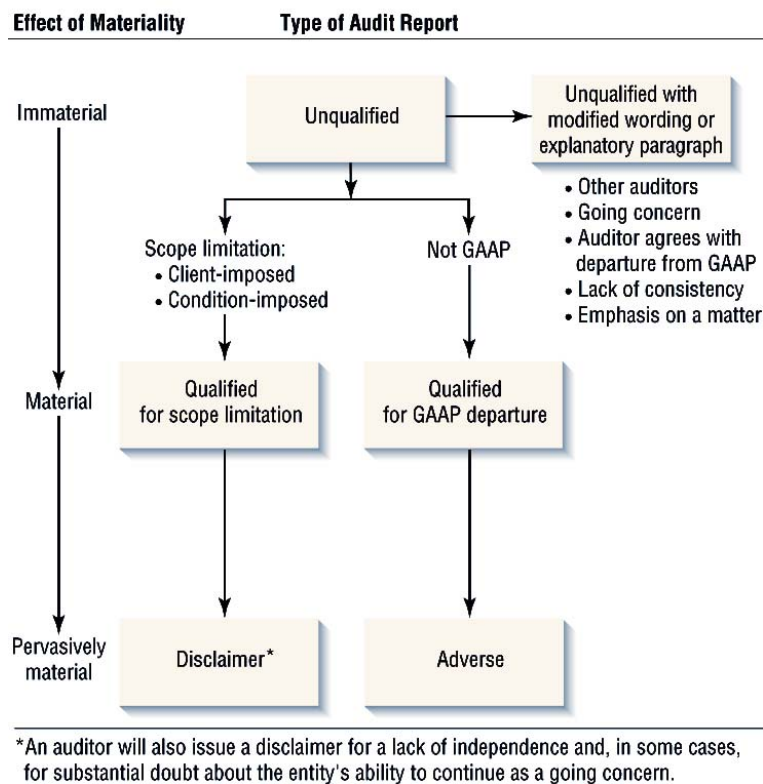 Effect of Materiality
Type of Audit Report
Immaterial
Unqualified
Unqualified with
modified wording or
explanatory paragraph
• Other auditors
• Going concern
• Auditor agrees with
departure from GAAP
• Lack of consistency
• Emphasis on a matter
Scope limitation:
• Client-imposed
• Condition-imposed
Not GAAP
Material
Qualified
for scope limitation
Qualified
for GAAP departure
Pervasively
material
Disclaimer*
Adverse
*An auditor will also issue a disclaimer for a lack of independence and, in some cases,
for substantial doubt about the entity's ability to continue as a going concern.